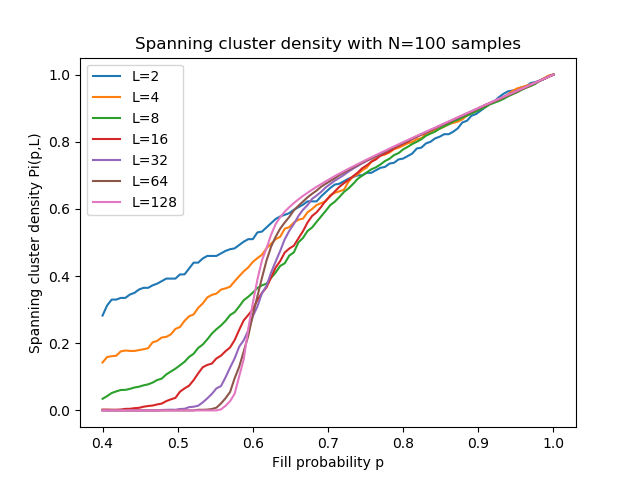 Spanning cluster density with N=100 samples
Spanning cluster density Pi(p,L)
1.0
0.8
0.6
0.4
0.2
0.0
L=2
L=4
L=8
L=16
L=32
L=64
L=128
0.4 0.5 0.6 0.7 0.8 0.9 1.0
Fill probability p